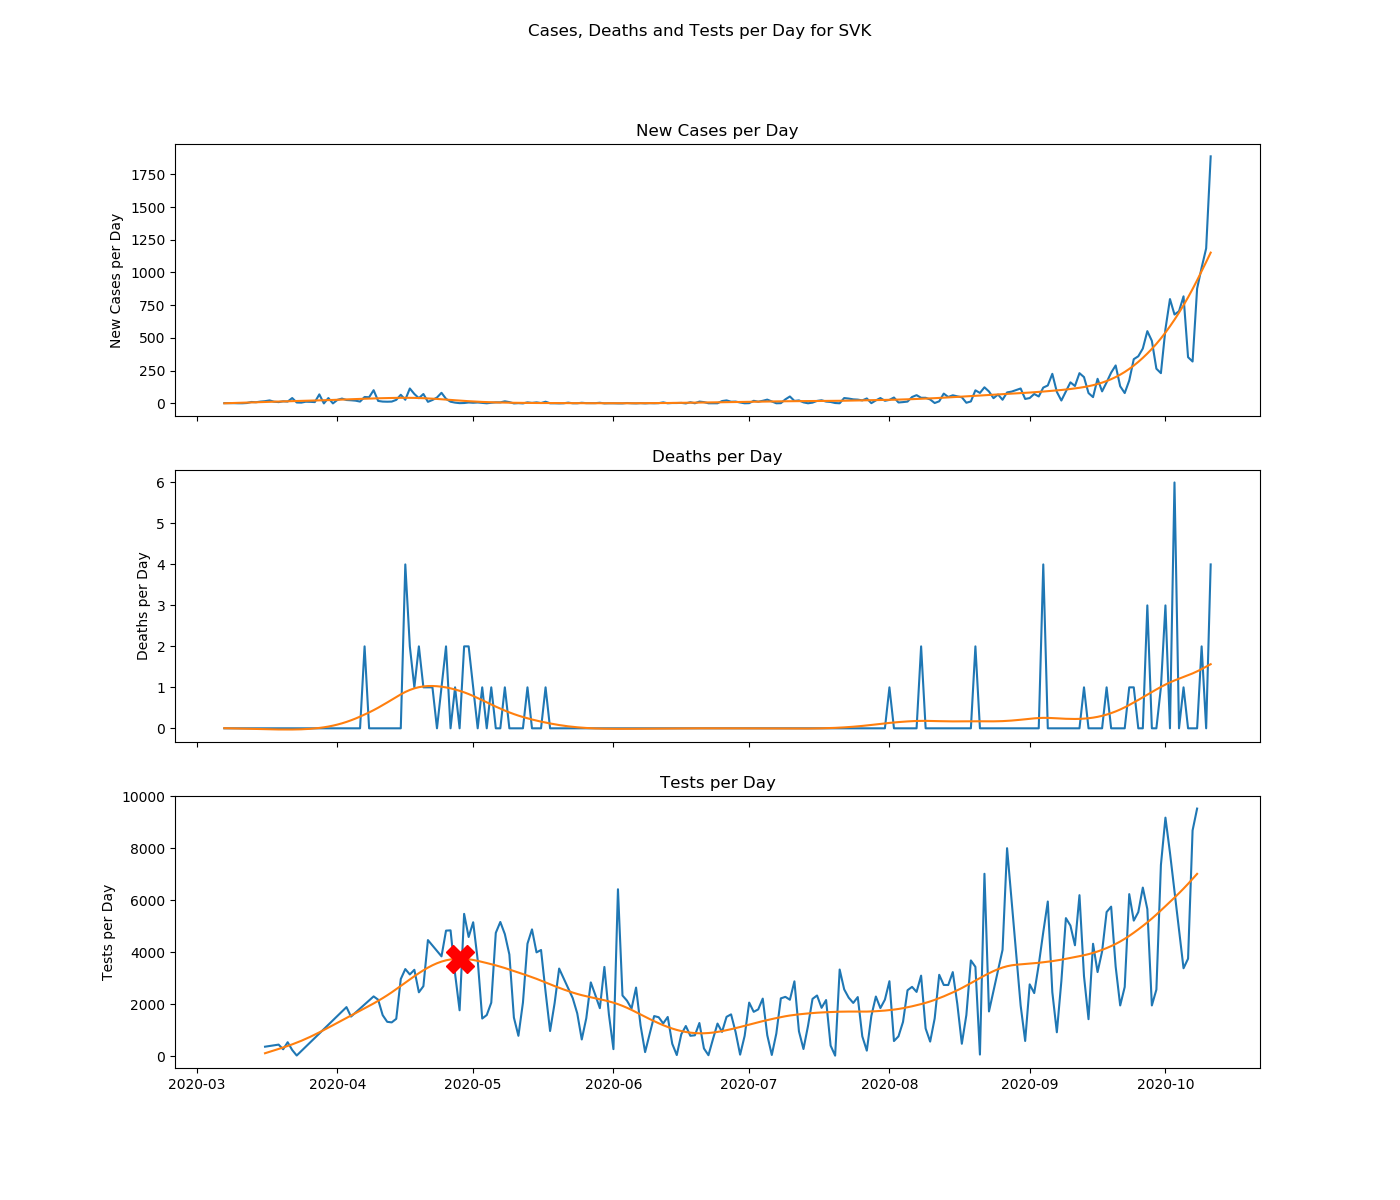 Cases, Deaths and Tests per Day for SVK
New Cases per Day
New Cases per Day
1750
1500
1250
1000
750
500
250
0
Deaths per Day
Deaths per Day
6
5
4
3
2
1
0
Tests per Day
Tests per Day
10000
8000
6000
4000
2000
0
2020-03 2020-04 2020-05 2020-06 2020-07 2020-08 2020-09 2020-10